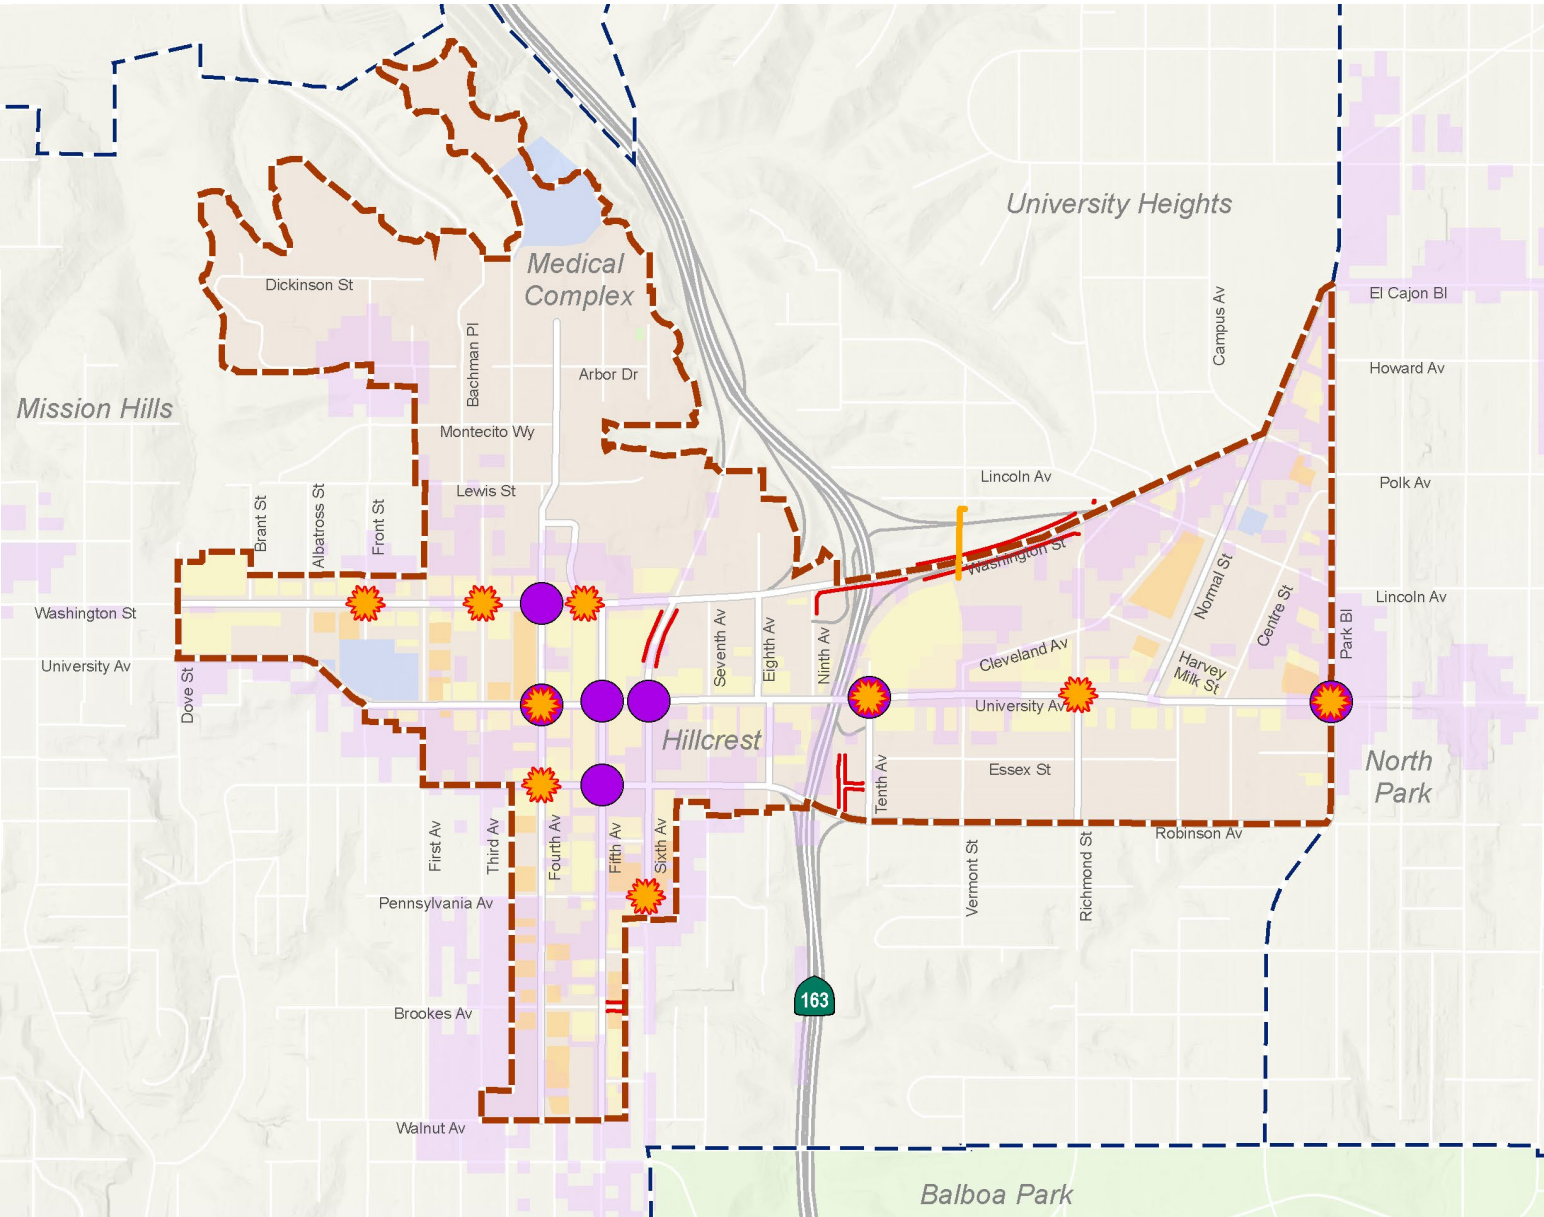 University Heights
Medical
Complex
Dickinson St
El Cajon Bl
Campus Av
Bachman Pl
Arbor Dr
Howard Av
Mission Hills
Montecito Wy
Lincoln Av
Polk Av
Lewis St
Brant St
Albatross St
Front St
Washington St
Normal St
Centre St
Lincoln Av
Park Bl
Washington St
Seventh Av
Eighth Av
Ninth Av
Cleveland Av
Harvey
Milk St
University Av
Dove St
University Av
Hillcrest
Essex St
North
Park
Tenth Av
First Av
Third Av
Fourth Av
Fifth Av
Sixth Av
Robinson Av
Vermont St
Richmond St
Pennsylvania Av
163
Brookes Av
Walnut Av
Balboa Park